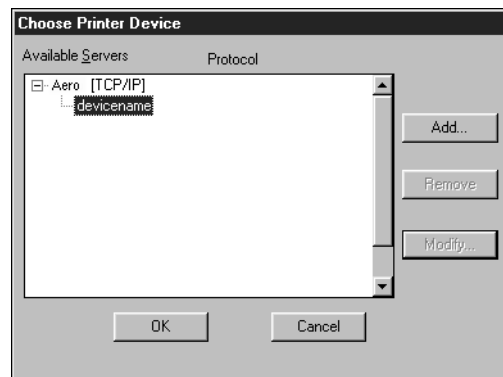 Choose Printer Device
Available Servers Protocol
Aero [TCP/IP]
devicename
Add...
Remove
Modify...
OK Cancel